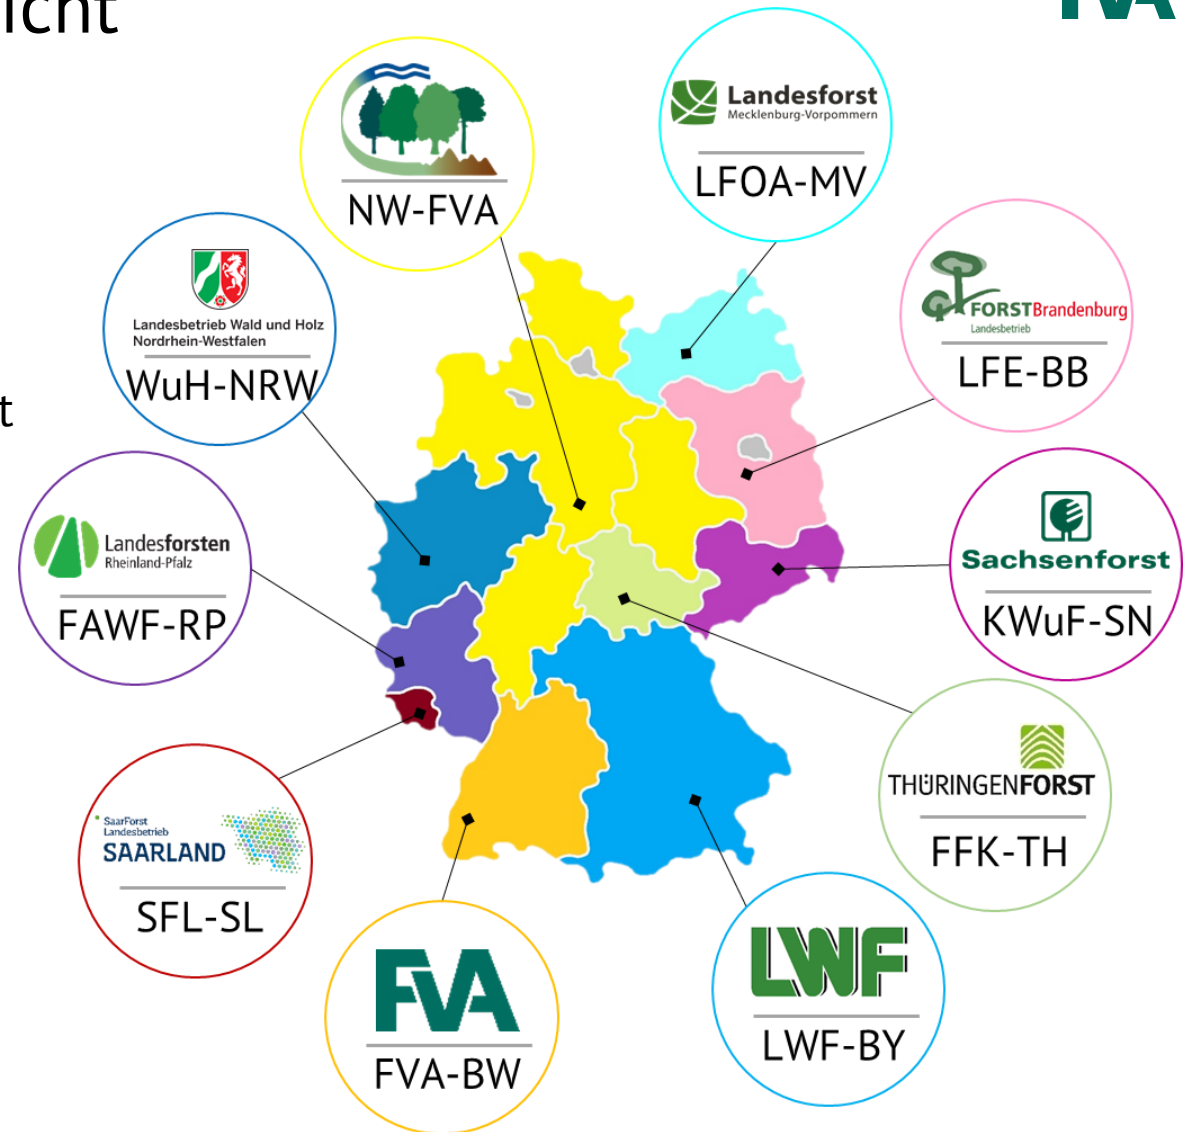 icht
FVA
Landesforst
Mecklenburg-Vorpommern
LFOA-MV
NW-FVA
Landesbetrieb Wald und Holz
Nordrhein-Westfalen
WuH-NRW
FORSTBrandenburg
Landesbetrieb
LFE-BB
t
Landesforsten
Rheinland-Pfalz
FAWF-RP
Sachsenforst
KWuF-SN
THÜRINGENFORST
FFK-TH
SaarForst
Landesbetrieb
SAARLAND
SFL-SL
FVA
FVA-BW
LWF
LWF-BY